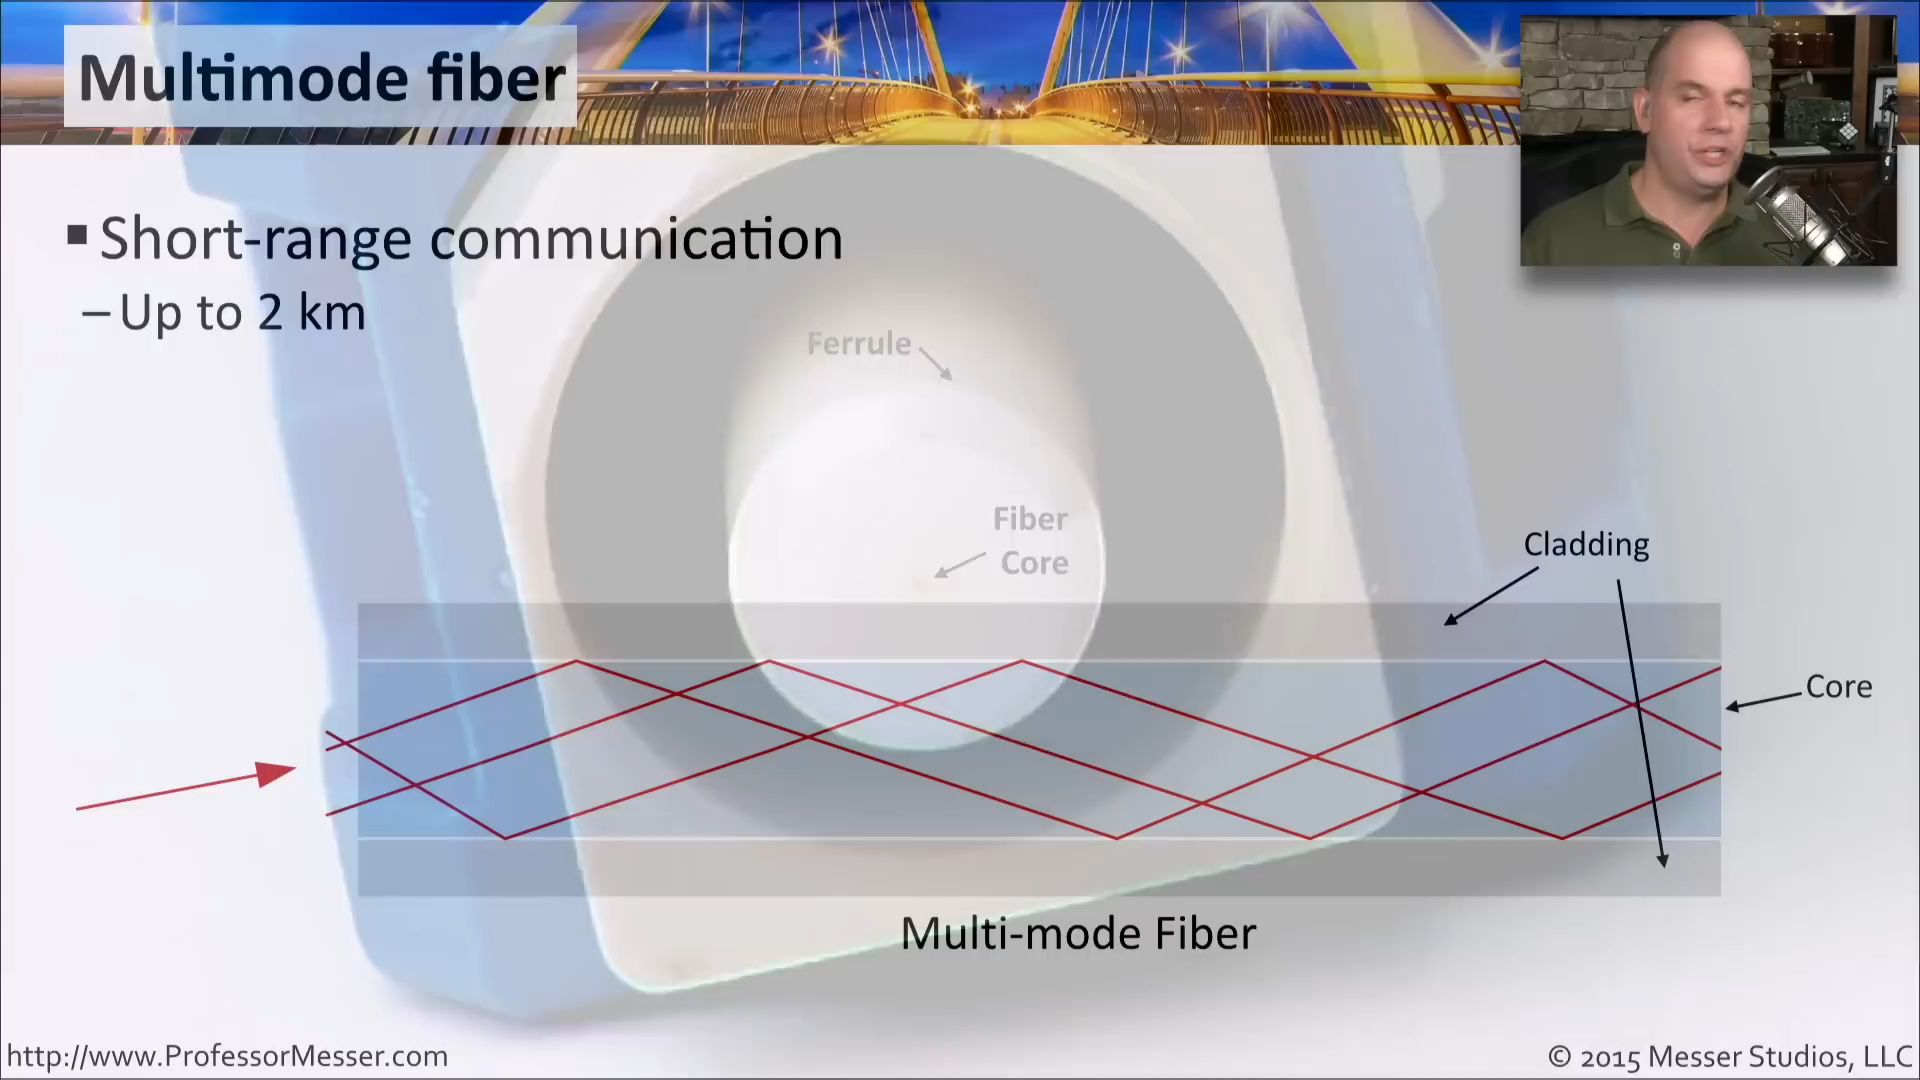 Multimode fiber
▪ Short-range communication
– Up to 2 km
Ferrule
Fiber
Core
Cladding
Core
Multi-mode Fiber
http://www.ProfessorMesser.com
© 2015 Messer Studios, LLC